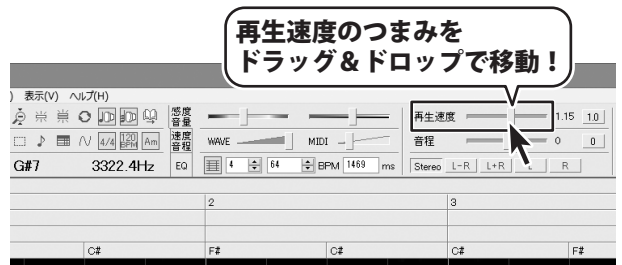 再生速度のつまみを
ドラッグ＆ドロップで移動！
) 表示(V) ヘルプ(H)
感度
音量
再生速度 1.15 1.0
4/4 120 BPM Am
速度
音程
WAVE MIDI
音程 0 0
G#7 3322.4Hz EQ 4 64 BPM 1469 ms Stereo L-R L+R L R
2 3
C# F# C# C# F#